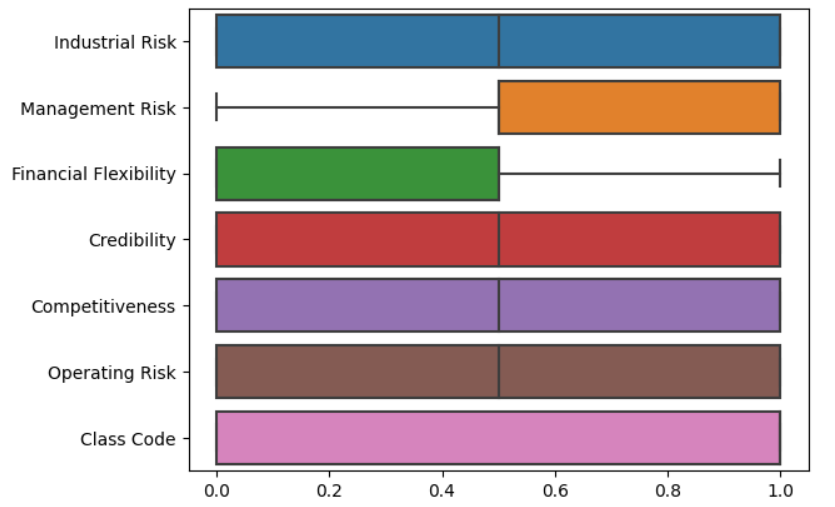 Industrial Risk
Management Risk
Financial Flexibility
Credibility
Competitiveness
Operating Risk
Class Code
0.0 0.2 0.4 0.6 0.8 1.0